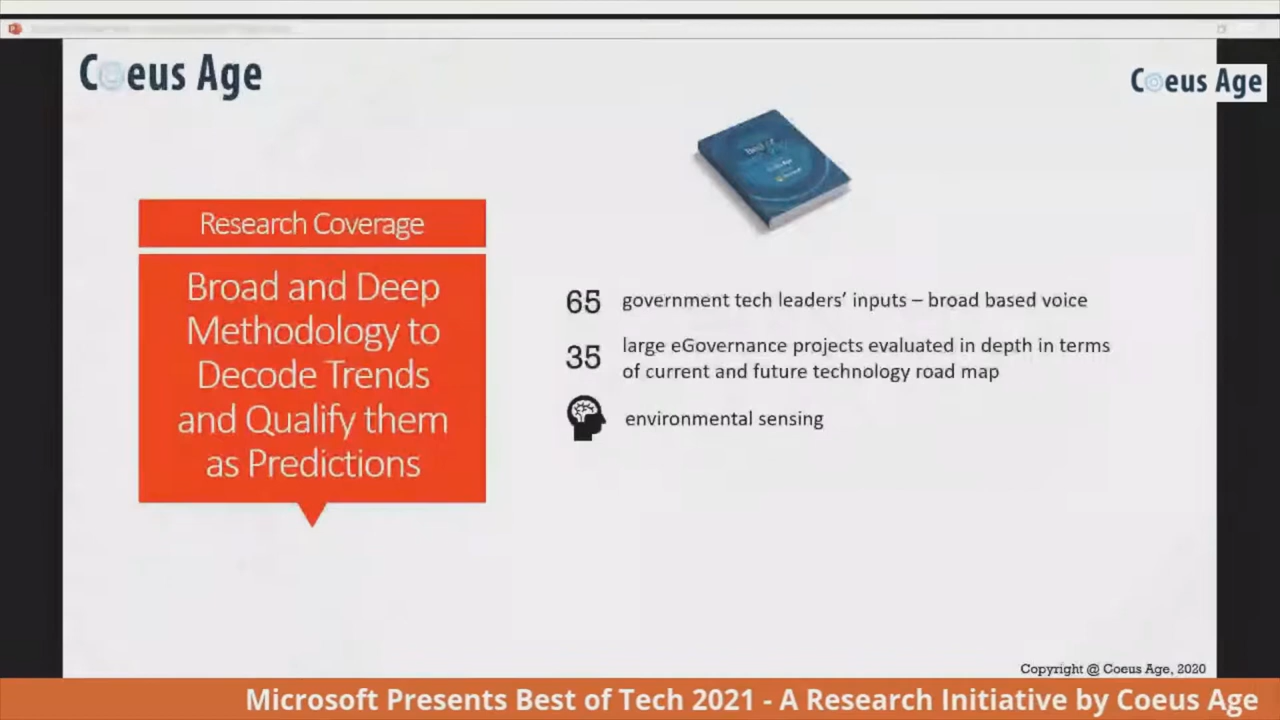 Coeus Age
Coeus Age
Research Coverage
Broad and Deep
Methodology to
Decode Trends
and Qualify them
as Predictions
65 government tech leaders’ inputs – broad based voice
35 large eGovernance projects evaluated in depth in terms
of current and future technology road map
environmental sensing
Copyright @ Coeus Age, 2020
Microsoft Presents Best of Tech 2021 - A Research Initiative by Coeus Age